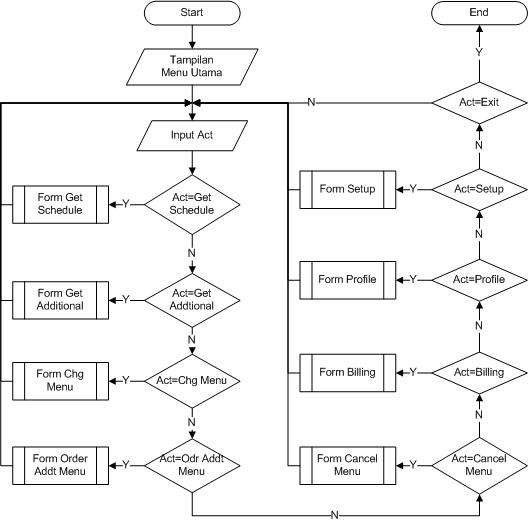 Start
Tampilan
Menu Utama
Input Act
Act=Get
Schedule
Y
Form Get
Schedule
N
Act=Get
Addtional
Y
Form Get
Additional
N
Act=Chg Menu
Y
Form Chg
Menu
N
Act=Odr Addt
Menu
Y
Form Order
Addt Menu
N
Act=Cancel
Menu
Y
Form Cancel
Menu
N
Act=Billing
Y
Form Billing
N
Act=Profile
Y
Form Profile
N
Act=Setup
Y
Form Setup
N
Act=Exit
N
Y
End